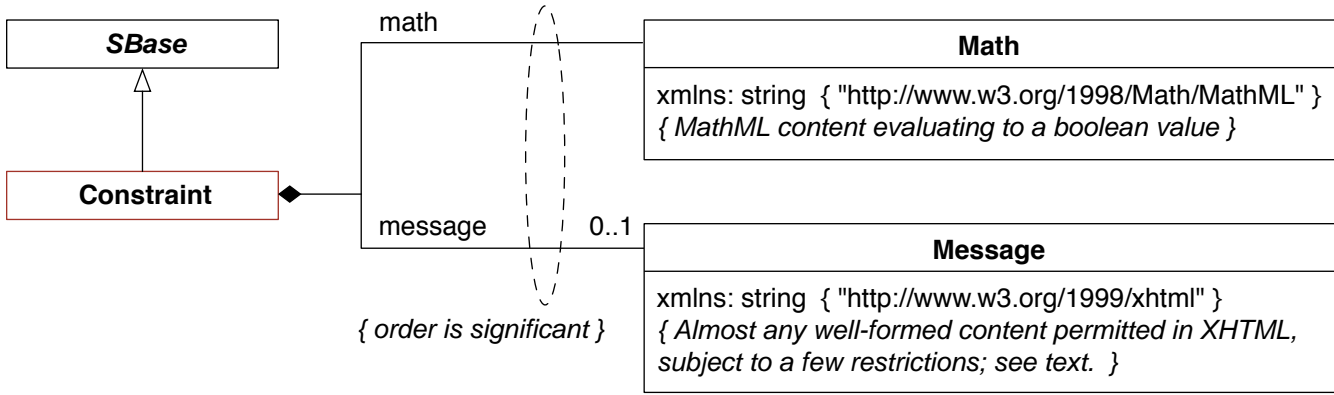 SBase
Constraint
math
message
0..1
{ order is significant }
Math
xmlns: string { "http://www.w3.org/1998/Math/MathML" }
{ MathML content evaluating to a boolean value }
Message
xmlns: string { "http://www.w3.org/1999/xhtml" }
{ Almost any well-formed content permitted in XHTML,
subject to a few restrictions; see text. }